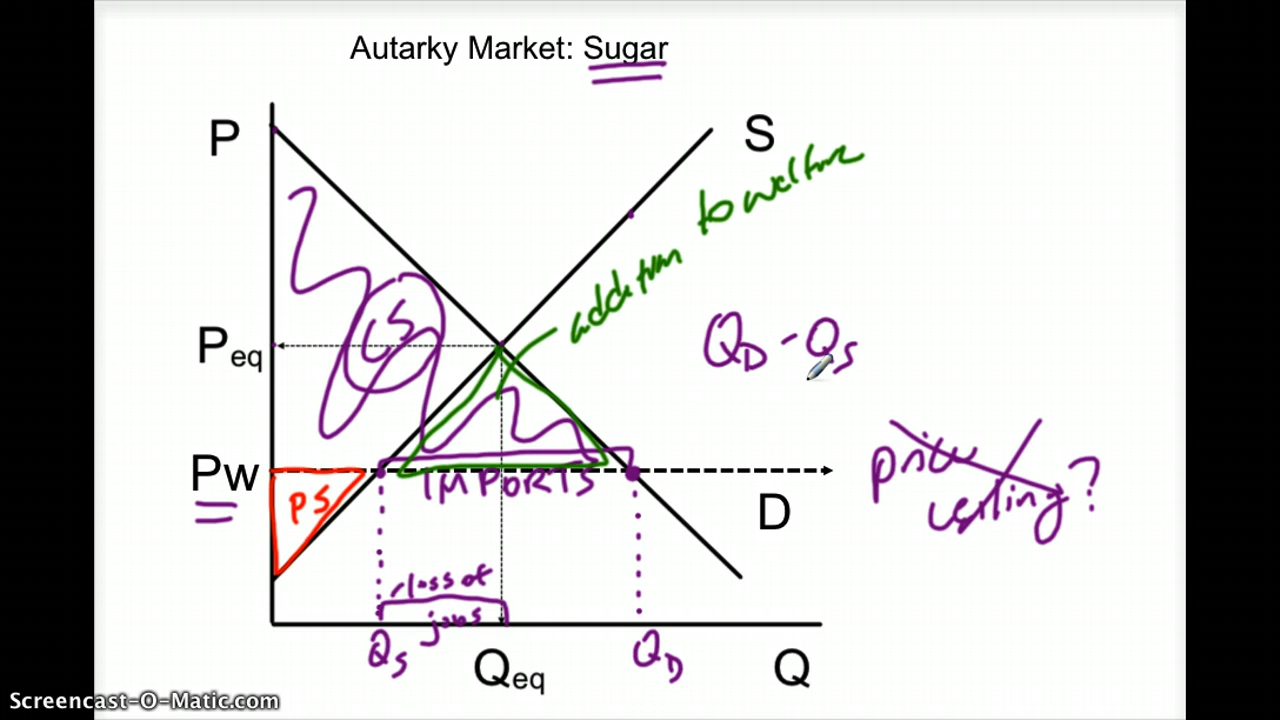 Autarky Market: Sugar
P
S
addition to welfare
CS
Peq
QD - QS
Pw
PS
IMPORTS
D
price
ceiling?
loss of
jobs
QS
Qeq
QD
Q
Screencast-O-Matic.com